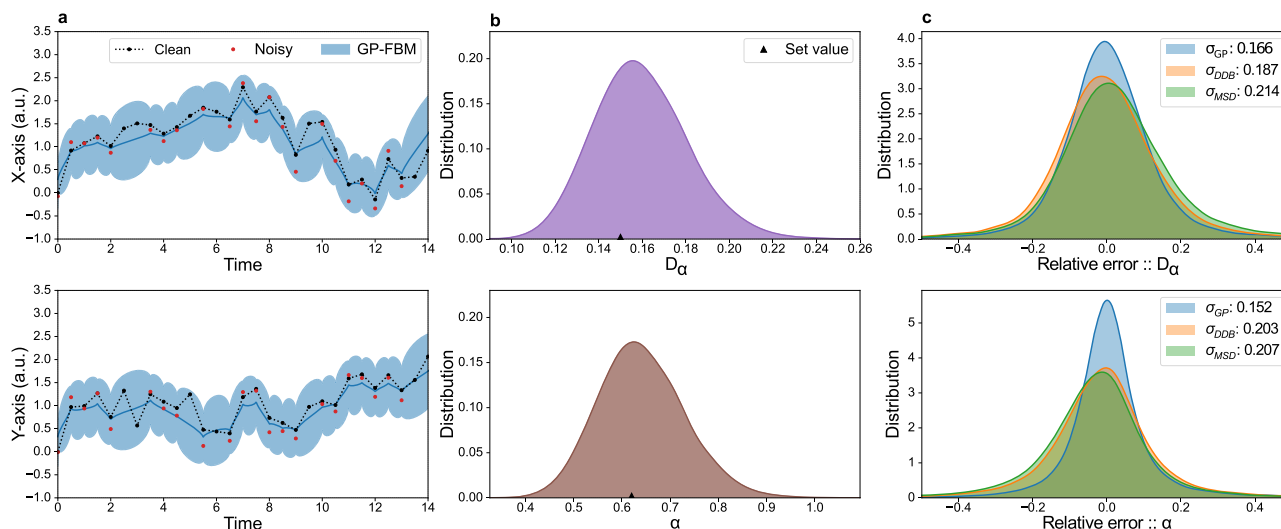 a
3.5
3.0
2.5
2.0
1.5
1.0
0.5
0.0
−0.5
−1.0
X-axis (a.u.)
Clean
Noisy
GP-FBM
0 2 4 6 8 10 12 14
Time
b
0.20
0.15
0.10
0.05
0.00
Distribution
Set value
0.10 0.12 0.14 0.16 0.18 0.20 0.22 0.24 0.26
Dα
c
4.0
3.5
3.0
2.5
2.0
1.5
1.0
0.5
0.0
Distribution
σGP: 0.166
σDDB: 0.187
σMSD: 0.214
−0.4 −0.2 0.0 0.2 0.4
Relative error :: Dα
3.5
3.0
2.5
2.0
1.5
1.0
0.5
0.0
−0.5
−1.0
Y-axis (a.u.)
0 2 4 6 8 10 12 14
Time
0.20
0.15
0.10
0.05
0.00
Distribution
0.4 0.5 0.6 0.7 0.8 0.9 1.0
α
5
4
3
2
1
0
Distribution
σGP: 0.152
σDDB: 0.203
σMSD: 0.207
−0.4 −0.2 0.0 0.2 0.4
Relative error :: α